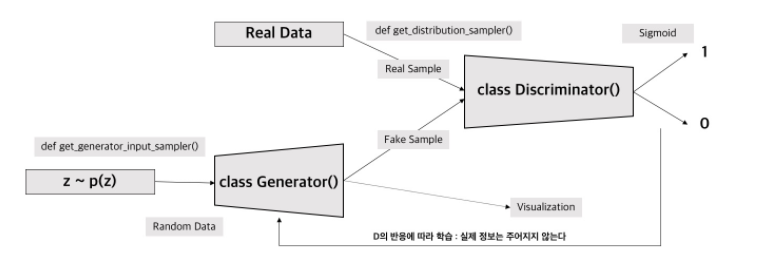 Real Data
def get_distribution_sampler()
Sigmoid
1
Real Sample
class Discriminator()
0
Fake Sample
def get_generator_input_sampler()
z ~ p(z)
class Generator()
Visualization
Random Data
D의 반응에 따라 학습 : 실제 정보는 주어지지 않는다